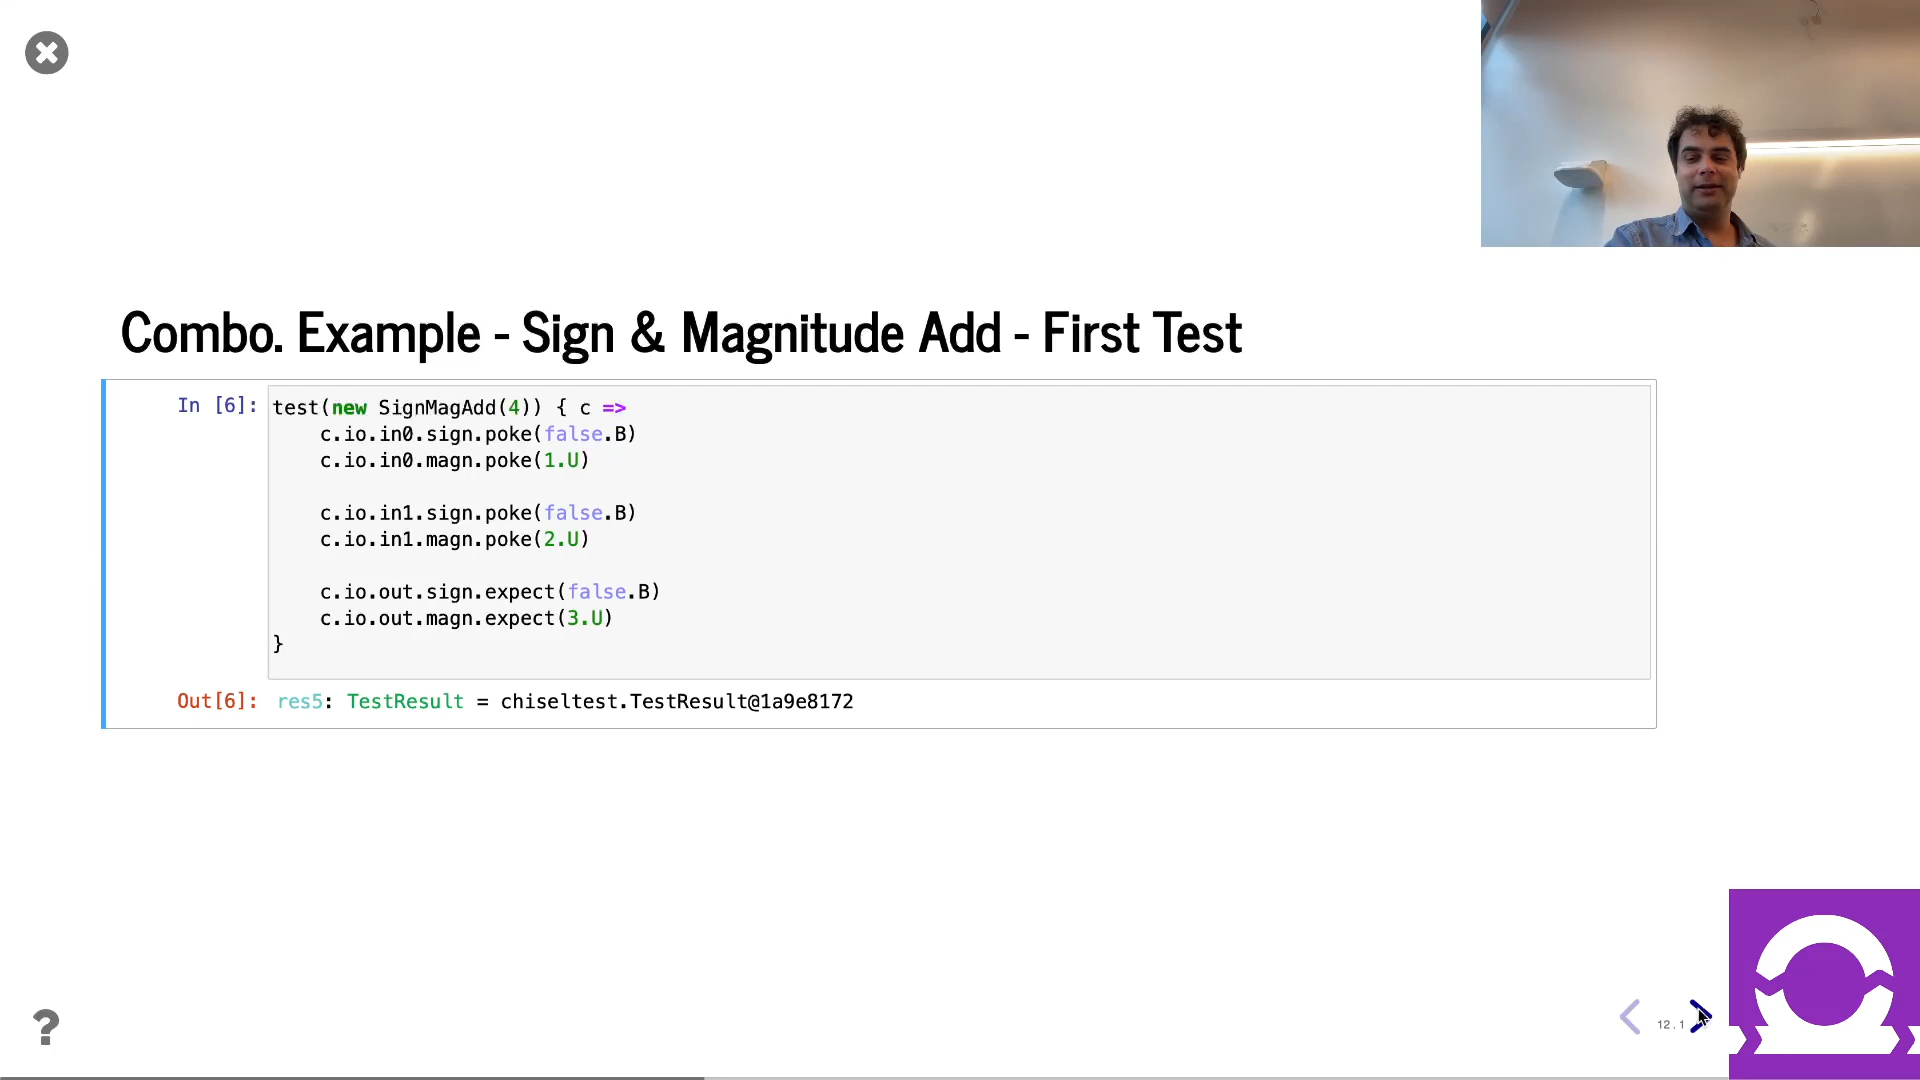 Combo. Example - Sign & Magnitude Add - First Test
In [6]:
test(new SignMagAdd(4)) { c =>
    c.io.in0.sign.poke(false.B)
    c.io.in0.magn.poke(1.U)
    c.io.in1.sign.poke(false.B)
    c.io.in1.magn.poke(2.U)
    c.io.out.sign.expect(false.B)
    c.io.out.magn.expect(3.U)
}
Out[6]: res5: TestResult = chiseltest.TestResult@1a9e8172
?
12.1